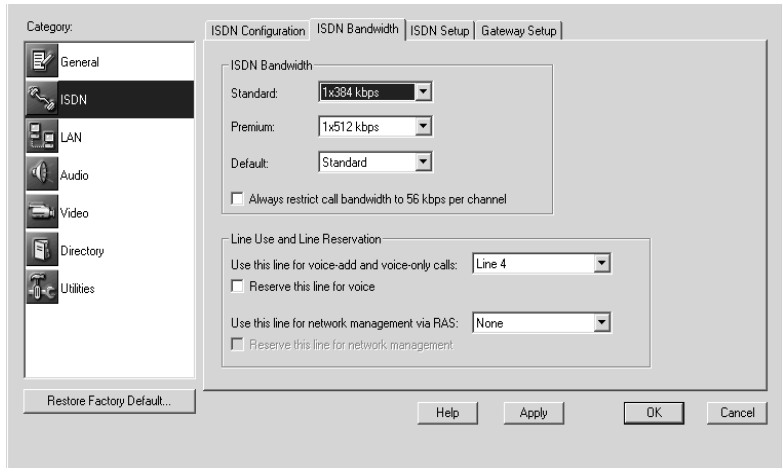 Category:
General
ISDN
LAN
Audio
Video
Directory
Utilities
Restore Factory Default...
ISDN Configuration
ISDN Bandwidth
ISDN Setup
Gateway Setup
ISDN Bandwidth
Standard: 1x384 kbps
Premium: 1x512 kbps
Default: Standard
Always restrict call bandwidth to 56 kbps per channel
Line Use and Line Reservation
Use this line for voice-add and voice-only calls: Line 4
Reserve this line for voice
Use this line for network management via RAS: None
Reserve this line for network management
Help
Apply
OK
Cancel